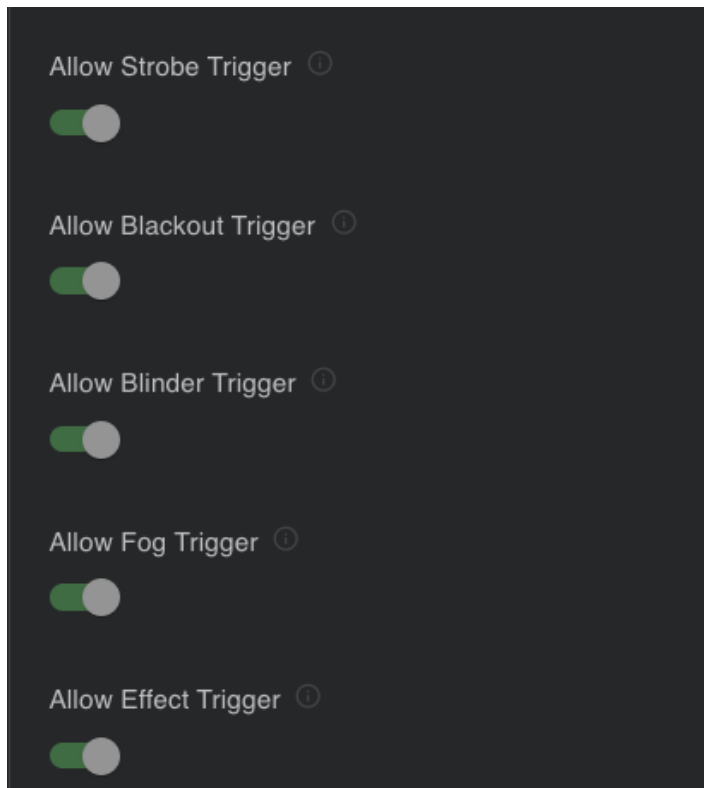 Allow Strobe Trigger
Allow Blackout Trigger
Allow Blinder Trigger
Allow Fog Trigger
Allow Effect Trigger